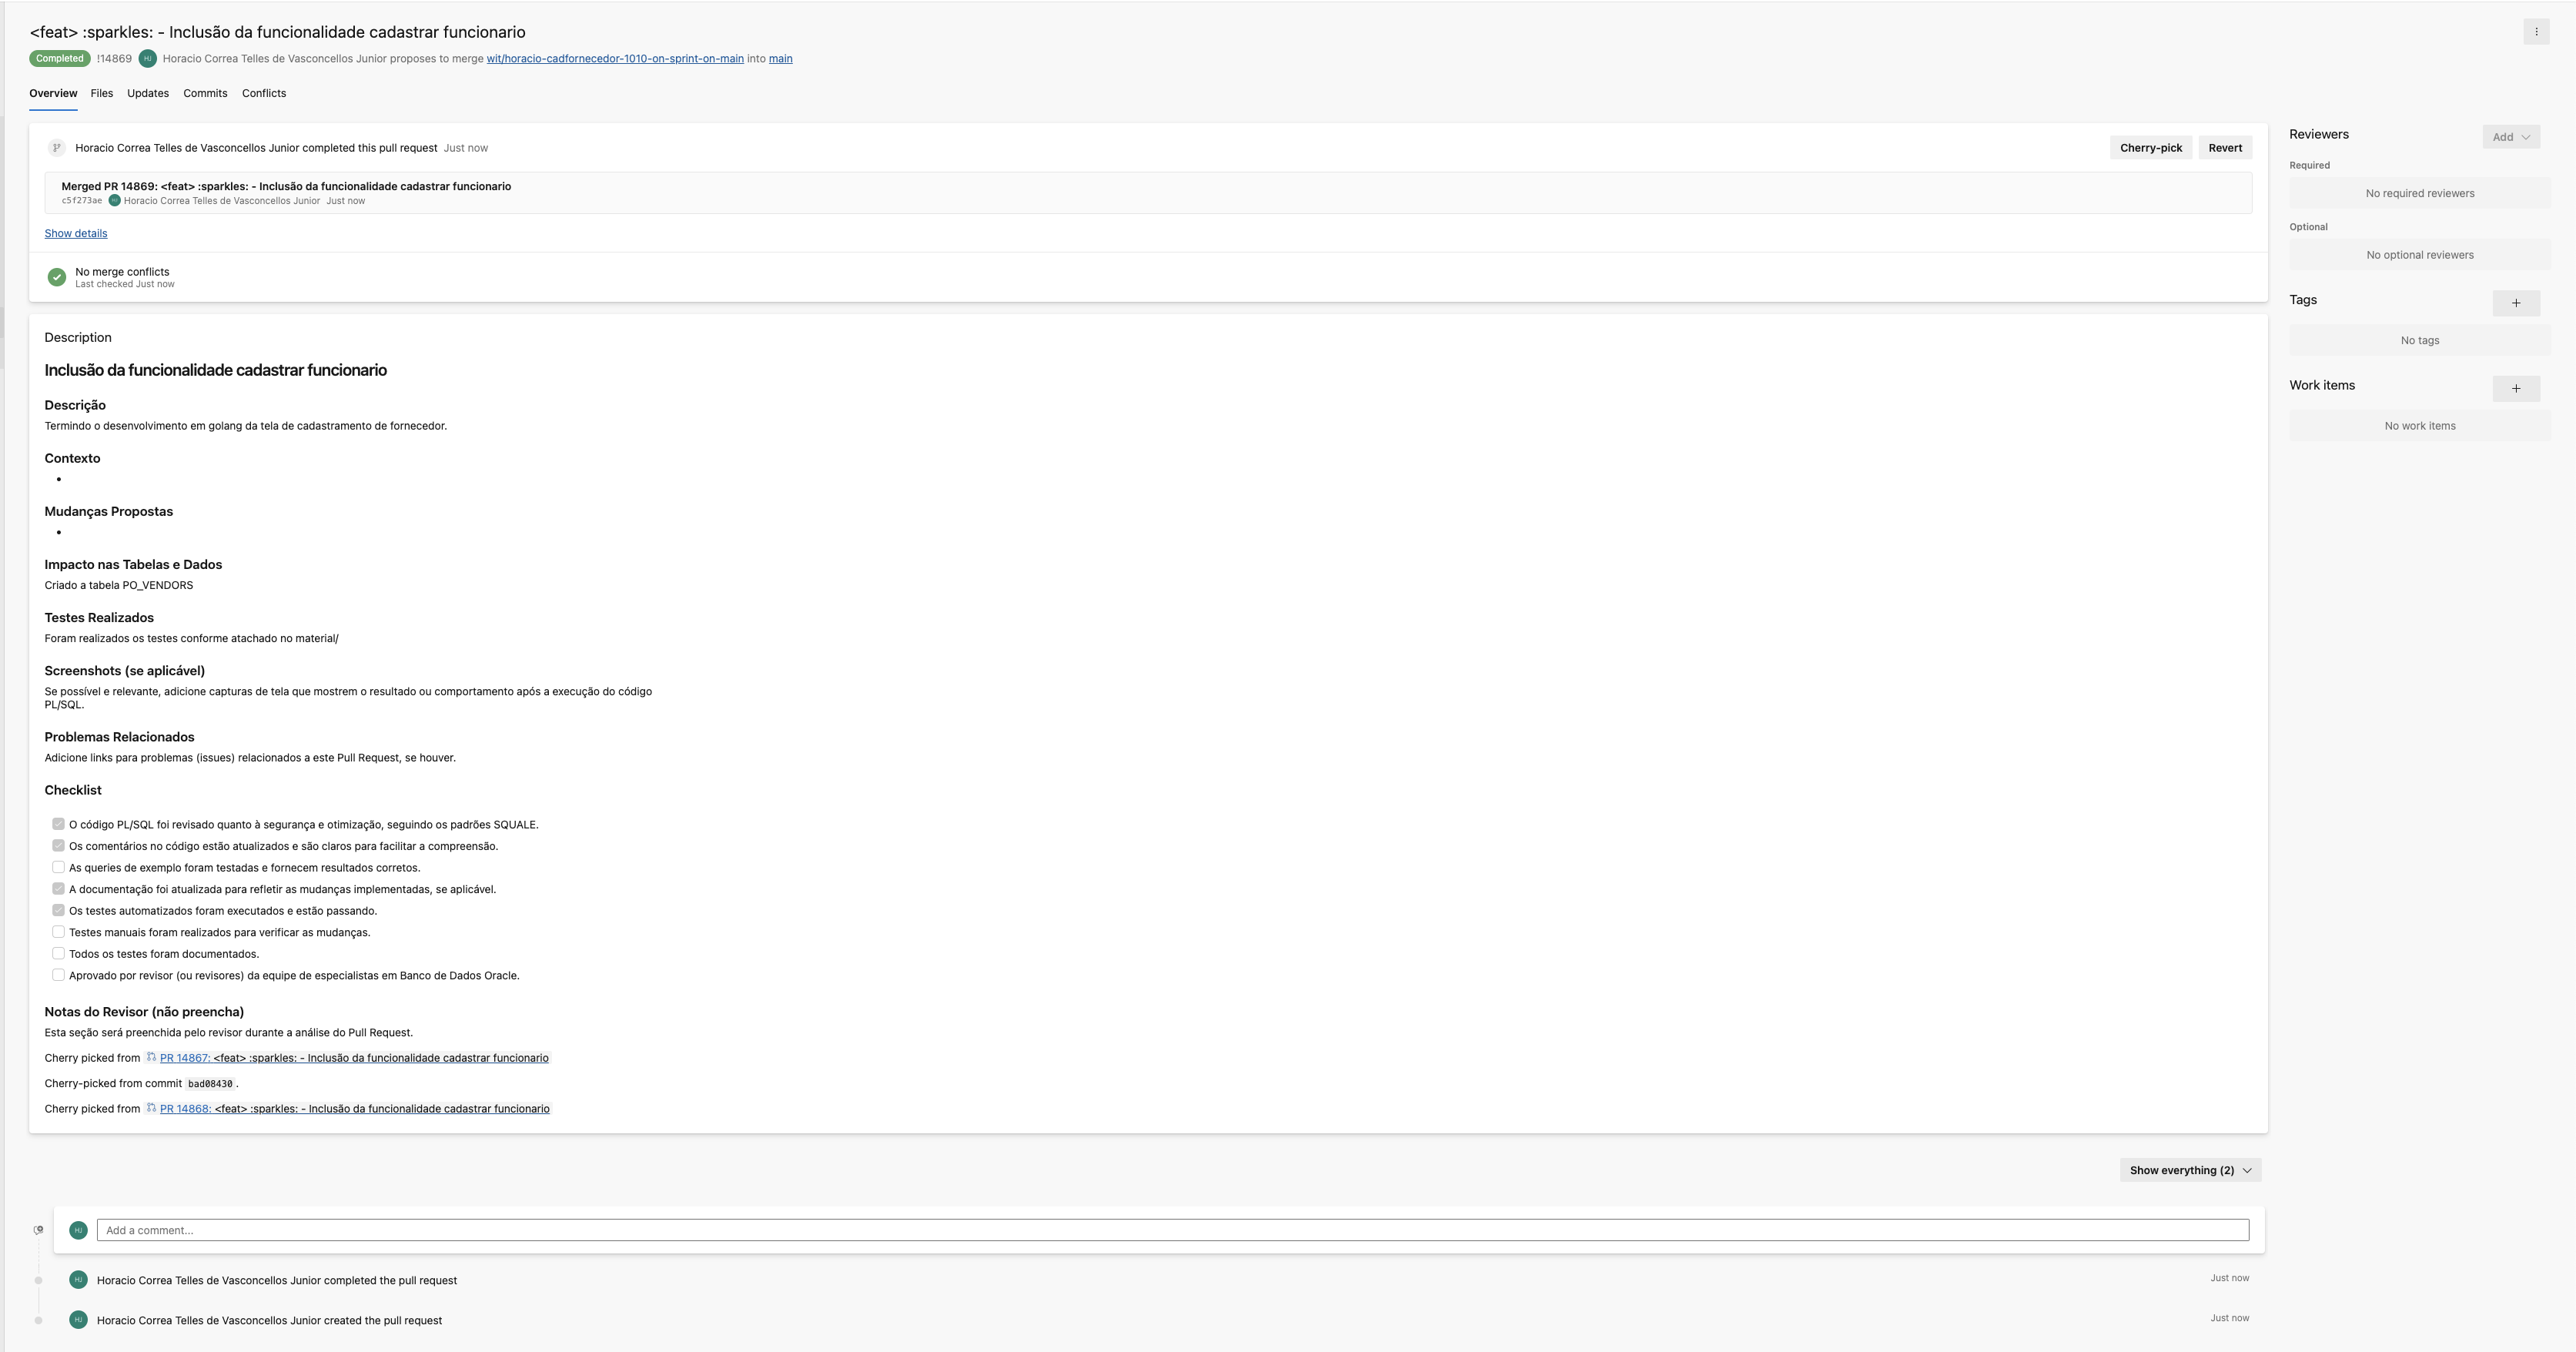 <feat> :sparkles: - Inclusão da funcionalidade cadastrar funcionario
Completed !14869 HJ Horacio Correa Telles de Vasconcellos Junior proposes to merge wit/horacio-cadfornecedor-1010-on-sprint-on-main into main
Overview Files Updates Commits Conflicts
Horacio Correa Telles de Vasconcellos Junior completed this pull request Just now
Cherry-pick Revert
Merged PR 14869: <feat> :sparkles: - Inclusão da funcionalidade cadastrar funcionario
c5f273ae Horacio Correa Telles de Vasconcellos Junior Just now
Show details
No merge conflicts
Last checked Just now
Description
Inclusão da funcionalidade cadastrar funcionario
Descrição
Termindo o desenvolvimento em golang da tela de cadastramento de fornecedor.
Contexto
•
Mudanças Propostas
•
Impacto nas Tabelas e Dados
Criado a tabela PO_VENDORS
Testes Realizados
Foram realizados os testes conforme atachado no material/
Screenshots (se aplicável)
Se possível e relevante, adicione capturas de tela que mostrem o resultado ou comportamento após a execução do código
PL/SQL.
Problemas Relacionados
Adicione links para problemas (issues) relacionados a este Pull Request, se houver.
Checklist
O código PL/SQL foi revisado quanto à segurança e otimização, seguindo os padrões SQUALE.
Os comentários no código estão atualizados e são claros para facilitar a compreensão.
As queries de exemplo foram testadas e fornecem resultados corretos.
A documentação foi atualizada para refletir as mudanças implementadas, se aplicável.
Os testes automatizados foram executados e estão passando.
Testes manuais foram realizados para verificar as mudanças.
Todos os testes foram documentados.
Aprovado por revisor (ou revisores) da equipe de especialistas em Banco de Dados Oracle.
Notas do Revisor (não preencha)
Esta seção será preenchida pelo revisor durante a análise do Pull Request.
Cherry picked from PR 14867: <feat> :sparkles: - Inclusão da funcionalidade cadastrar funcionario
Cherry-picked from commit bad08430.
Cherry picked from PR 14868: <feat> :sparkles: - Inclusão da funcionalidade cadastrar funcionario
Show everything (2)
HJ Add a comment...
HJ Horacio Correa Telles de Vasconcellos Junior completed the pull request Just now
HJ Horacio Correa Telles de Vasconcellos Junior created the pull request Just now
Reviewers Add
Required
No required reviewers
Optional
No optional reviewers
Tags +
No tags
Work items +
No work items